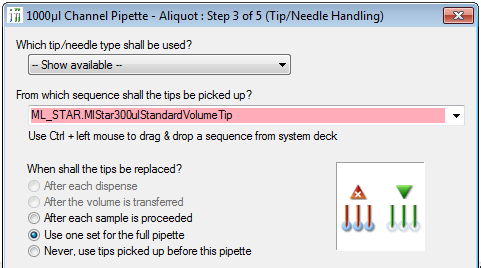 1000µl Channel Pipette - Aliquot : Step 3 of 5 (Tip/Needle Handling)
Which tip/needle type shall be used?
-- Show available --
From which sequence shall the tips be picked up?
ML_STAR.MlStar300ulStandardVolumeTip
Use Ctrl + left mouse to drag & drop a sequence from system deck
When shall the tips be replaced?
After each dispense
After the volume is transferred
After each sample is proceeded
Use one set for the full pipette
Never, use tips picked up before this pipette